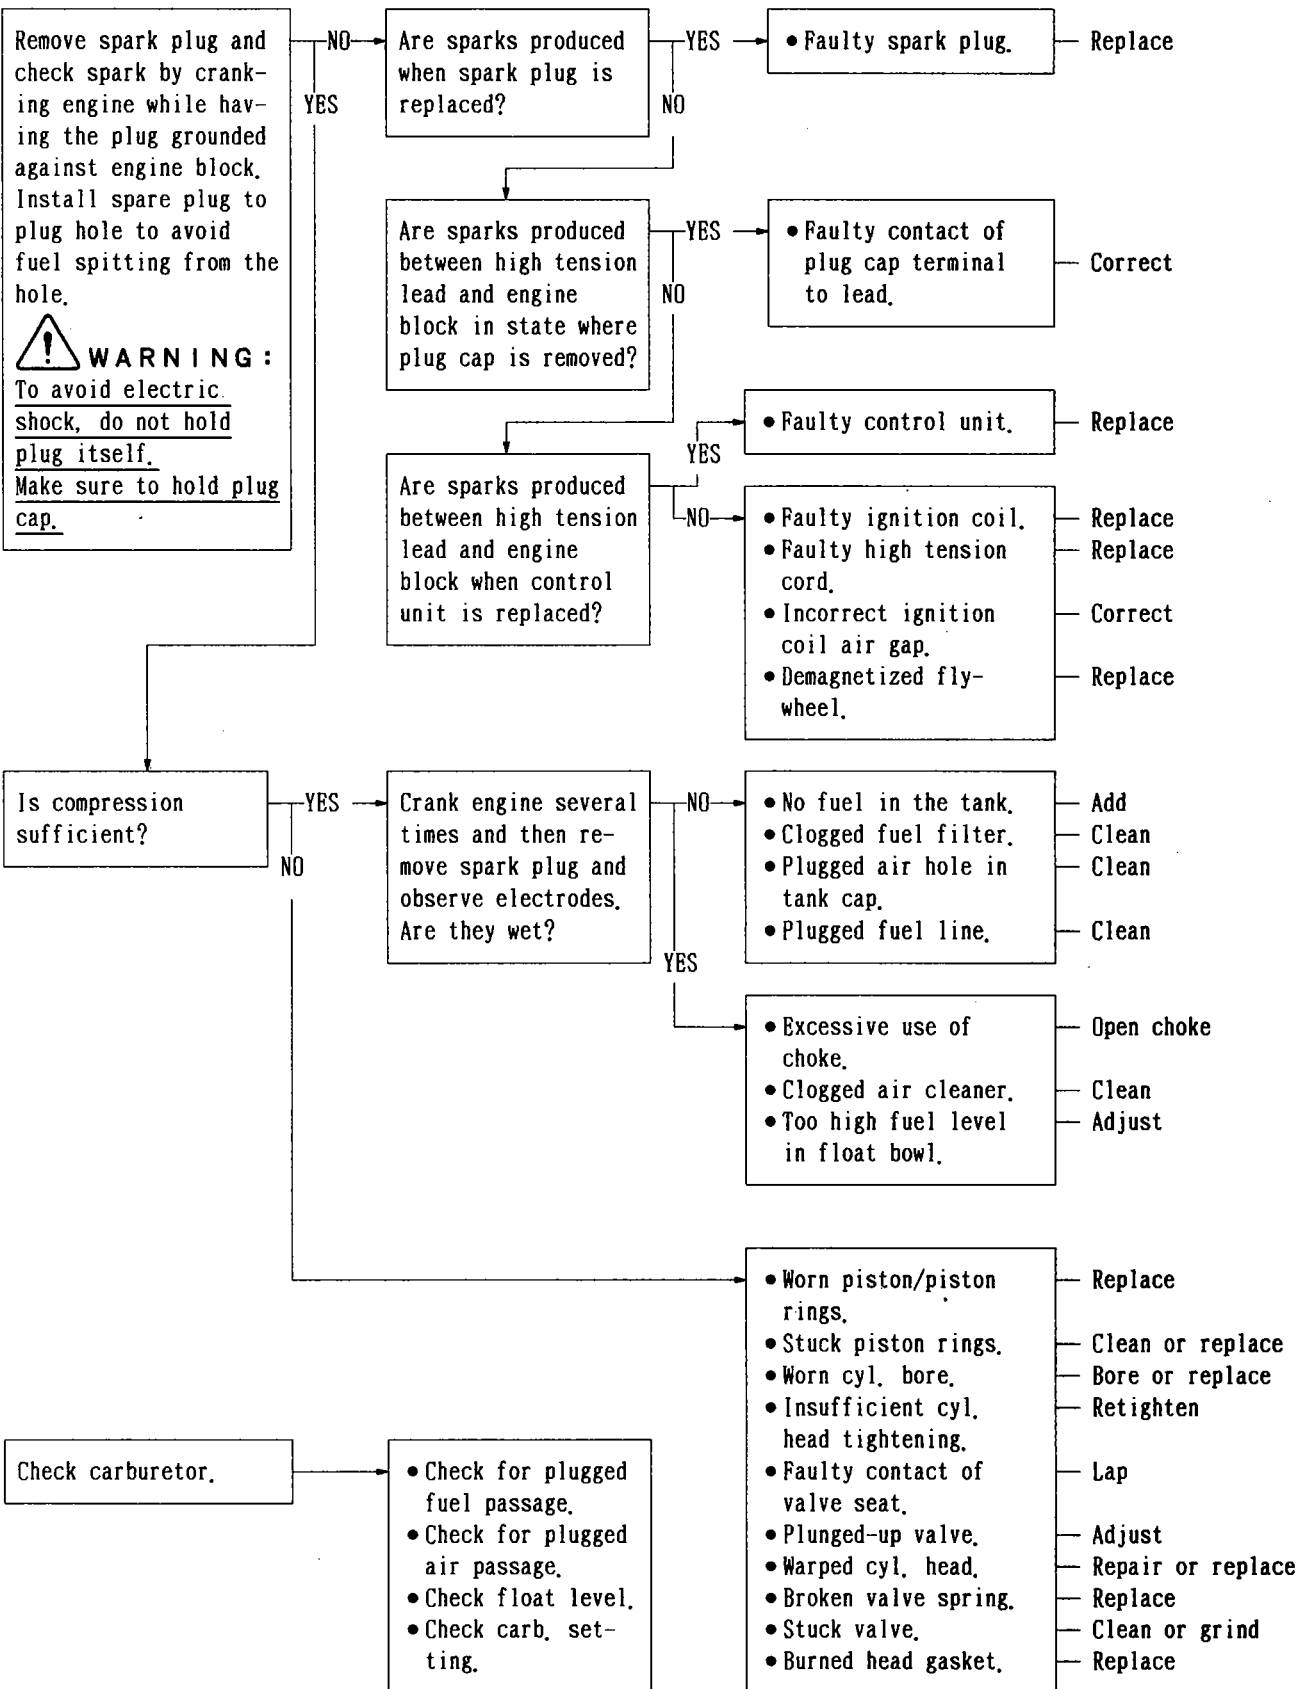 Remove spark plug and
check spark by crank-
ing engine while hav-
ing the plug grounded
against engine block.
Install spare plug to
plug hole to avoid
fuel spitting from the
hole.
WARNING:
To avoid electric
shock, do not hold
plug itself.
Make sure to hold plug
cap.
NO
YES
Are sparks produced
when spark plug is
replaced?
YES
NO
• Faulty spark plug.
Replace
Are sparks produced
between high tension
lead and engine
block in state where
plug cap is removed?
YES
NO
• Faulty contact of
plug cap terminal
to lead.
Correct
Are sparks produced
between high tension
lead and engine
block when control
unit is replaced?
YES
NO
• Faulty control unit.
Replace
• Faulty ignition coil.
Replace
• Faulty high tension
cord.
Replace
• Incorrect ignition
coil air gap.
Correct
• Demagnetized fly-
wheel.
Replace
Is compression
sufficient?
YES
NO
Crank engine several
times and then re-
move spark plug and
observe electrodes.
Are they wet?
NO
YES
• No fuel in the tank.
Add
• Clogged fuel filter.
Clean
• Plugged air hole in
tank cap.
Clean
• Plugged fuel line.
Clean
• Excessive use of
choke.
Open choke
• Clogged air cleaner.
Clean
• Too high fuel level
in float bowl.
Adjust
• Worn piston/piston
rings.
Replace
• Stuck piston rings.
Clean or replace
• Worn cyl. bore.
Bore or replace
• Insufficient cyl.
head tightening.
Retighten
• Faulty contact of
valve seat.
Lap
• Plunged-up valve.
Adjust
• Warped cyl. head.
Repair or replace
• Broken valve spring.
Replace
• Stuck valve.
Clean or grind
• Burned head gasket.
Replace
Check carburetor.
• Check for plugged
fuel passage.
• Check for plugged
air passage.
• Check float level.
• Check carb. set-
ting.